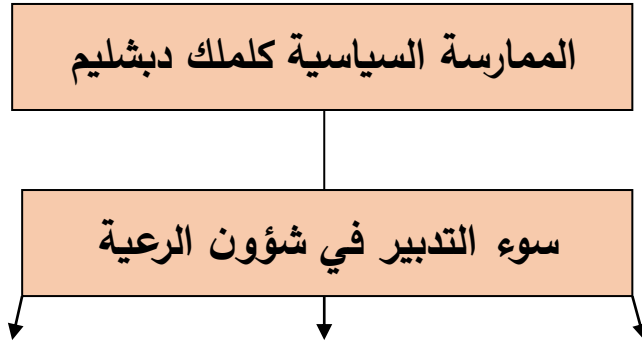 الممارسة السياسية كلملك دبشليم
سوء التدبير في شؤون الرعية